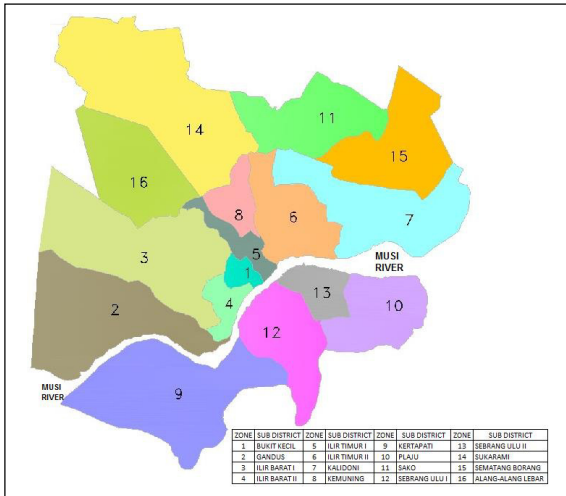 14
11
15
16
8
6
7
3
5
MUSI
RIVER
1
13
10
4
2
12
MUSI
RIVER
9
ZONE SUB DISTRICT ZONE SUB DISTRICT ZONE SUB DISTRICT ZONE SUB DISTRICT
1 BUKIT KECIL 5 ILIR TIMUR I 9 KERTAPATI 13 SEBRANG ULU II
2 GANDUS 6 ILIR TIMUR II 10 PLAJU 14 SUKARAMI
3 ILIR BARAT I 7 KALIDONI 11 SAKO 15 SEMATANG BORANG
4 ILIR BARAT II 8 KEMUNING 12 SEBRANG ULU I 16 ALANG-ALANG LEBAR